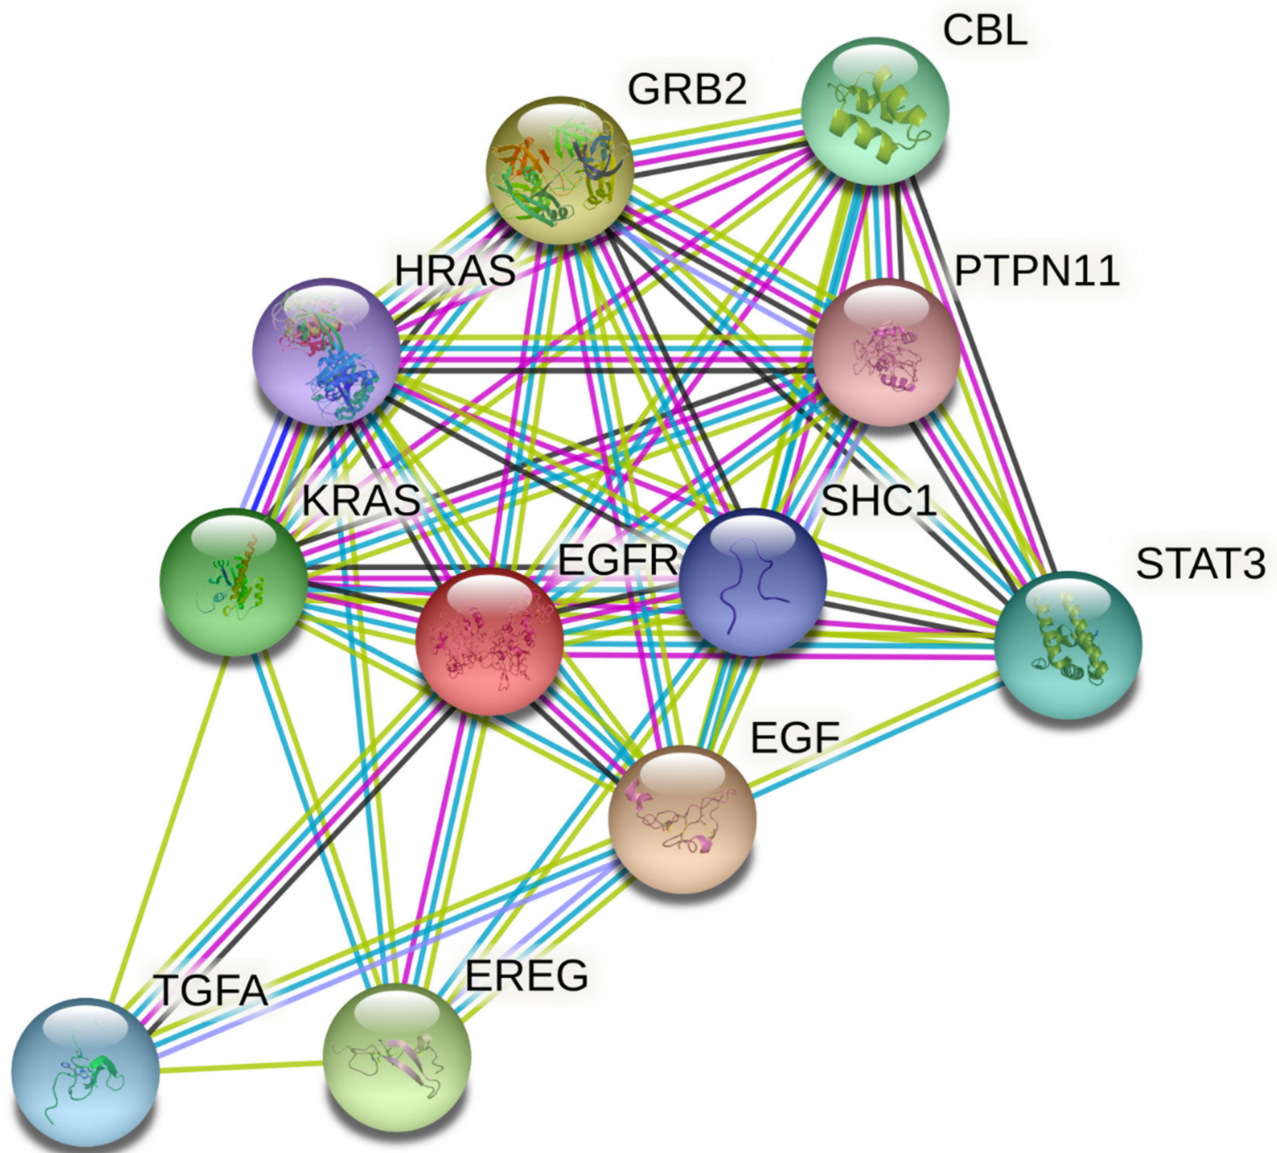 CBL
GRB2
HRAS
PTPN11
KRAS
SHC1
EGFR
STAT3
EGF
TGFA
EREG